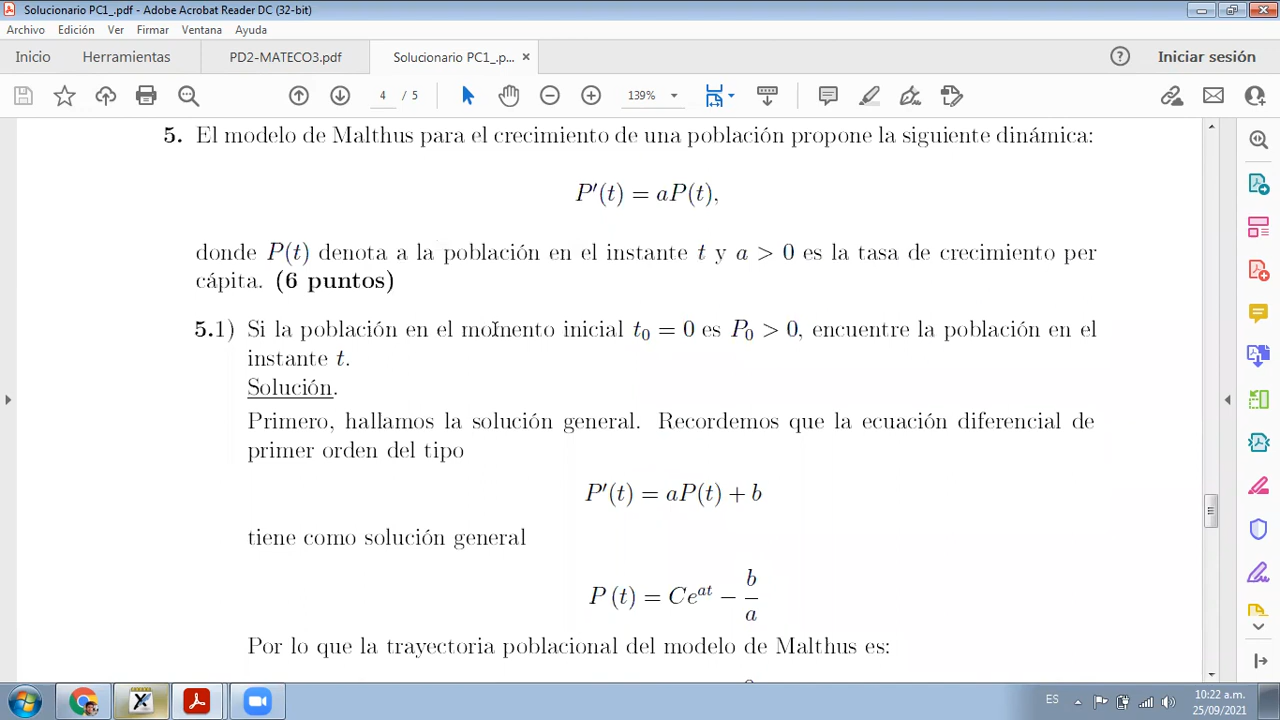 Solucionario PC1_.pdf - Adobe Acrobat Reader DC (32-bit)
Archivo Edición Ver Firmar Ventana Ayuda
Inicio Herramientas PD2-MATECO3.pdf Solucionario PC1_.p... × Iniciar sesión
4 / 5 139%
5. El modelo de Malthus para el crecimiento de una población propone la siguiente dinámica:
P′(t) = aP(t),
donde P(t) denota a la población en el instante t y a > 0 es la tasa de crecimiento per
cápita. (6 puntos)
5.1) Si la población en el momento inicial t₀ = 0 es P₀ > 0, encuentre la población en el
instante t.
Solución.
Primero, hallamos la solución general. Recordemos que la ecuación diferencial de
primer orden del tipo
P′(t) = aP(t) + b
tiene como solución general
P (t) = Ce^{at} − b/a
Por lo que la trayectoria poblacional del modelo de Malthus es:
ES 10:22 a.m.
25/09/2021